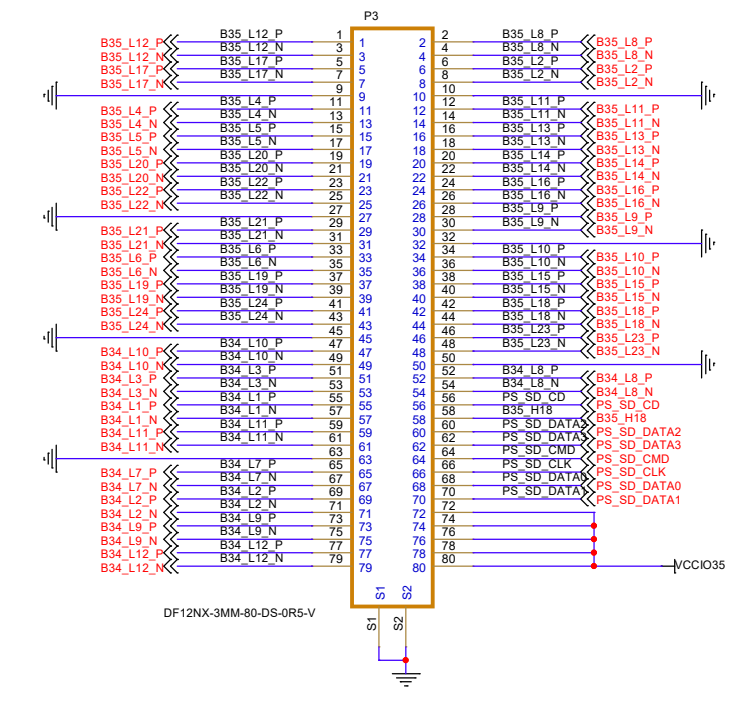 P3
B35_L12_P B35_L12_P 1 1 2 2 B35_L8_P B35_L8_P
B35_L12_N B35_L12_N 3 3 4 4 B35_L8_N B35_L8_N
B35_L17_P B35_L17_P 5 5 6 6 B35_L2_P B35_L2_P
B35_L17_N B35_L17_N 7 7 8 8 B35_L2_N B35_L2_N
9 9 10 10
B35_L4_P B35_L4_P 11 11 12 12 B35_L11_P B35_L11_P
B35_L4_N B35_L4_N 13 13 14 14 B35_L11_N B35_L11_N
B35_L5_P B35_L5_P 15 15 16 16 B35_L13_P B35_L13_P
B35_L5_N B35_L5_N 17 17 18 18 B35_L13_N B35_L13_N
B35_L20_P B35_L20_P 19 19 20 20 B35_L14_P B35_L14_P
B35_L20_N B35_L20_N 21 21 22 22 B35_L14_N B35_L14_N
B35_L22_P B35_L22_P 23 23 24 24 B35_L16_P B35_L16_P
B35_L22_N B35_L22_N 25 25 26 26 B35_L16_N B35_L16_N
27 27 28 28 B35_L9_P B35_L9_P
B35_L21_P B35_L21_P 29 29 30 30 B35_L9_N B35_L9_N
B35_L21_N B35_L21_N 31 31 32 32
B35_L6_P B35_L6_P 33 33 34 34 B35_L10_P B35_L10_P
B35_L6_N B35_L6_N 35 35 36 36 B35_L10_N B35_L10_N
B35_L19_P B35_L19_P 37 37 38 38 B35_L15_P B35_L15_P
B35_L19_N B35_L19_N 39 39 40 40 B35_L15_N B35_L15_N
B35_L24_P B35_L24_P 41 41 42 42 B35_L18_P B35_L18_P
B35_L24_N B35_L24_N 43 43 44 44 B35_L18_N B35_L18_N
45 45 46 46 B35_L23_P B35_L23_P
B34_L10_P B34_L10_P 47 47 48 48 B35_L23_N B35_L23_N
B34_L10_N B34_L10_N 49 49 50 50
B34_L3_P B34_L3_P 51 51 52 52 B34_L8_P B34_L8_P
B34_L3_N B34_L3_N 53 53 54 54 B34_L8_N B34_L8_N
B34_L1_P B34_L1_P 55 55 56 56 PS_SD_CD PS_SD_CD
B34_L1_N B34_L1_N 57 57 58 58 B35_H18 B35_H18
B34_L11_P B34_L11_P 59 59 60 60 PS_SD_DATA2 PS_SD_DATA2
B34_L11_N B34_L11_N 61 61 62 62 PS_SD_DATA3 PS_SD_DATA3
63 63 64 64 PS_SD_CMD PS_SD_CMD
B34_L7_P B34_L7_P 65 65 66 66 PS_SD_CLK PS_SD_CLK
B34_L7_N B34_L7_N 67 67 68 68 PS_SD_DATA0 PS_SD_DATA0
B34_L2_P B34_L2_P 69 69 70 70 PS_SD_DATA1 PS_SD_DATA1
B34_L2_N B34_L2_N 71 71 72 72
B34_L9_P B34_L9_P 73 73 74 74
B34_L9_N B34_L9_N 75 75 76 76
B34_L12_P B34_L12_P 77 77 78 78
B34_L12_N B34_L12_N 79 79 80 80 VCCIO35
S1 S2
DF12NX-3MM-80-DS-0R5-V
S1 S2